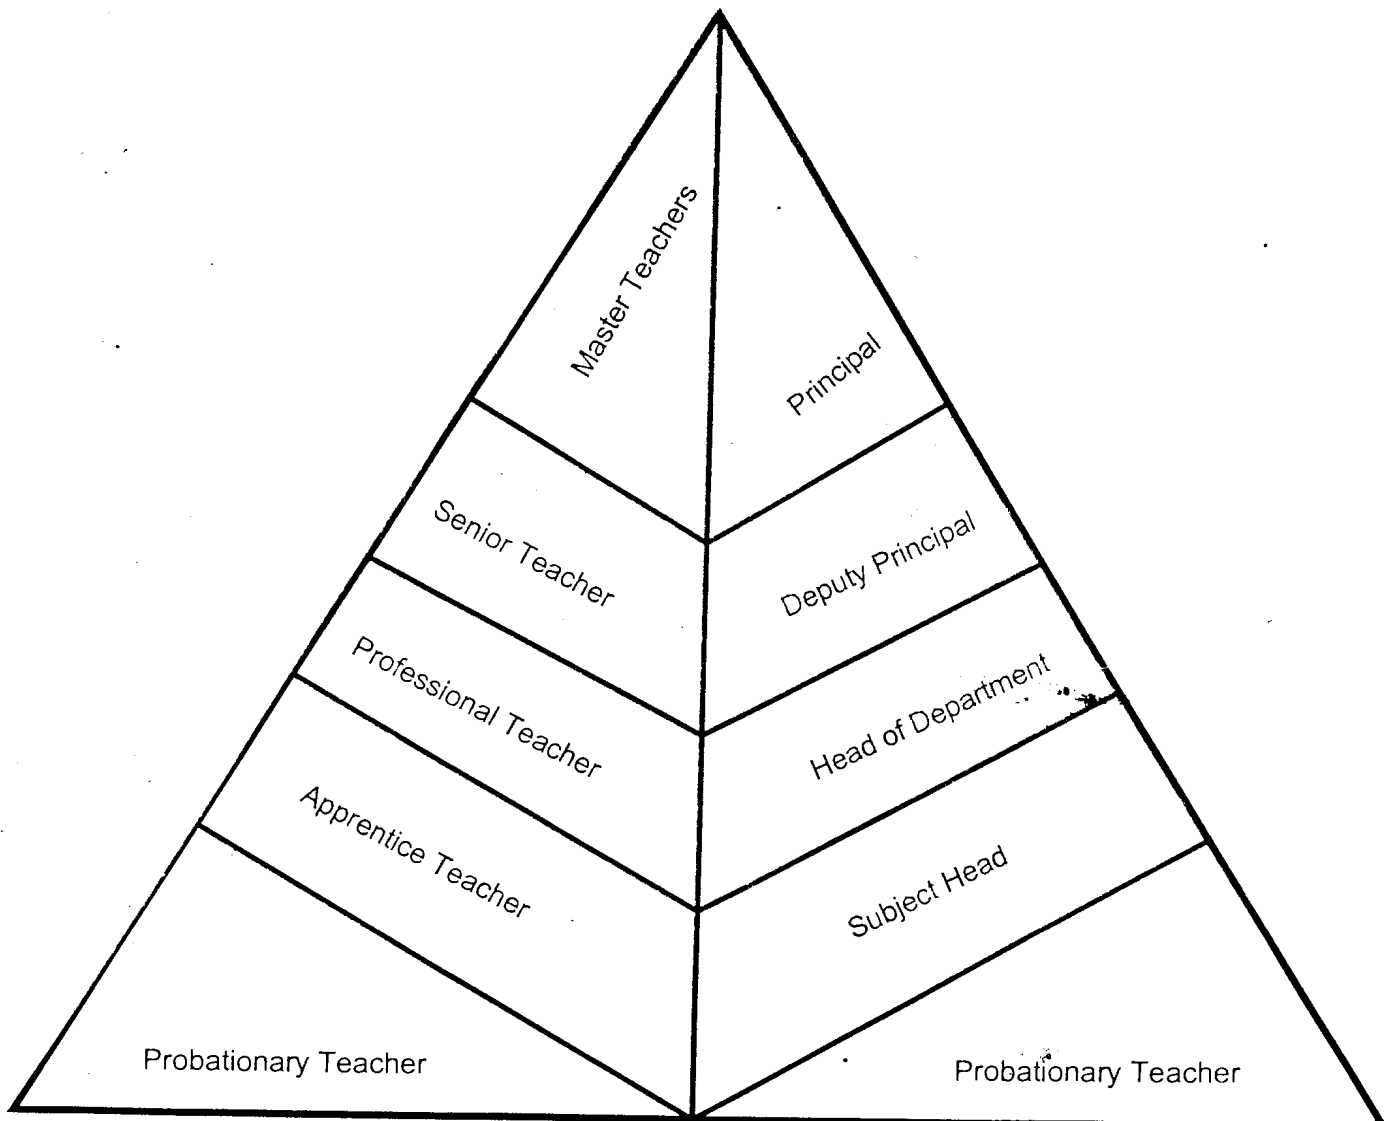 Master Teachers
Principal
Senior Teacher
Deputy Principal
Professional Teacher
Head of Department
Apprentice Teacher
Subject Head
Probationary Teacher
Probationary Teacher